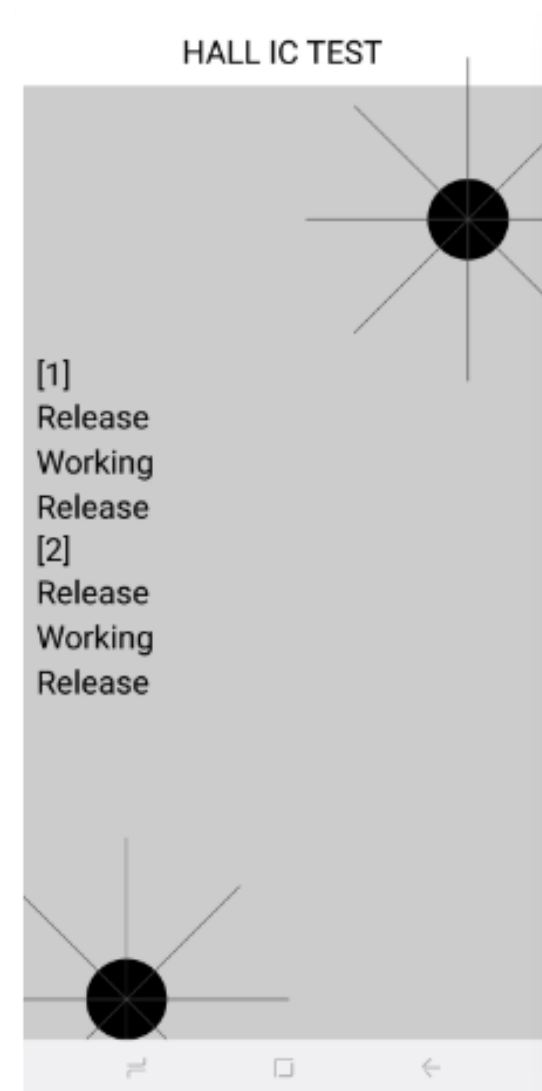 HALL IC TEST
[1]
Release
Working
Release
[2]
Release
Working
Release